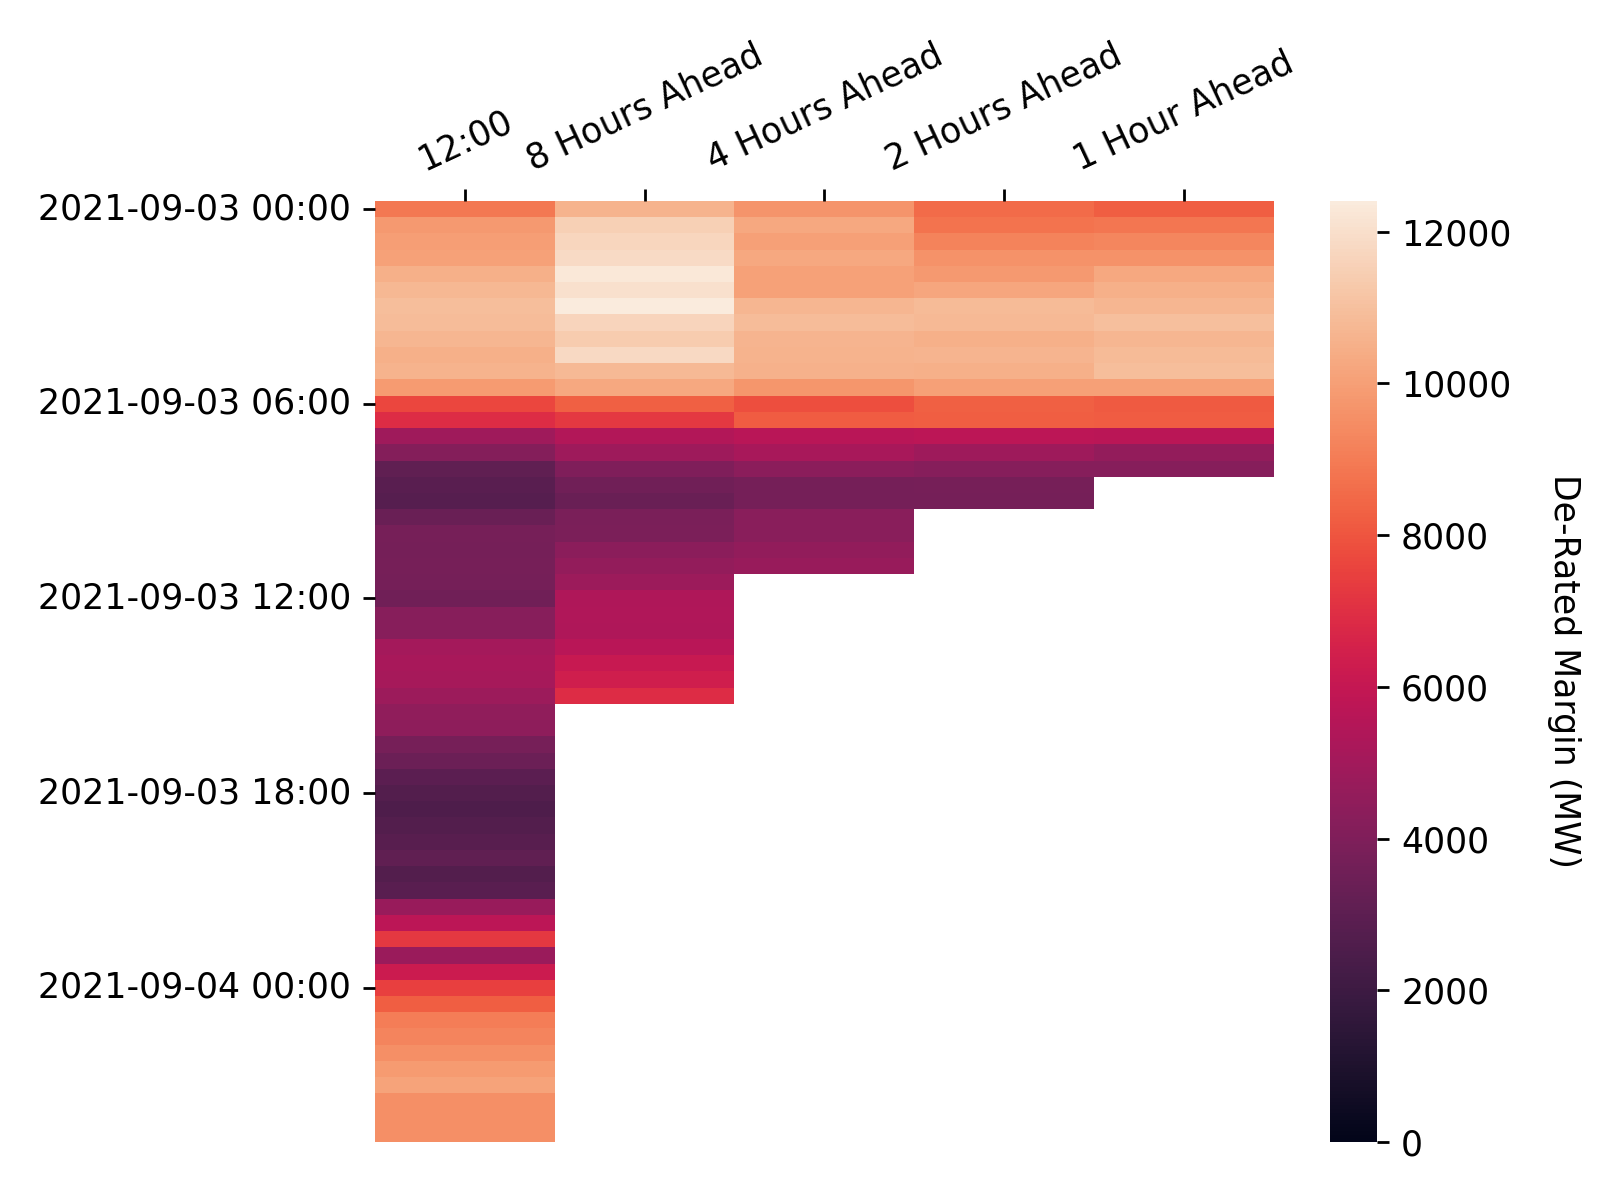 12:00
8 Hours Ahead
4 Hours Ahead
2 Hours Ahead
1 Hour Ahead
2021-09-03 00:00
2021-09-03 06:00
2021-09-03 12:00
2021-09-03 18:00
2021-09-04 00:00
12000
10000
8000
6000
4000
2000
0
De-Rated Margin (MW)